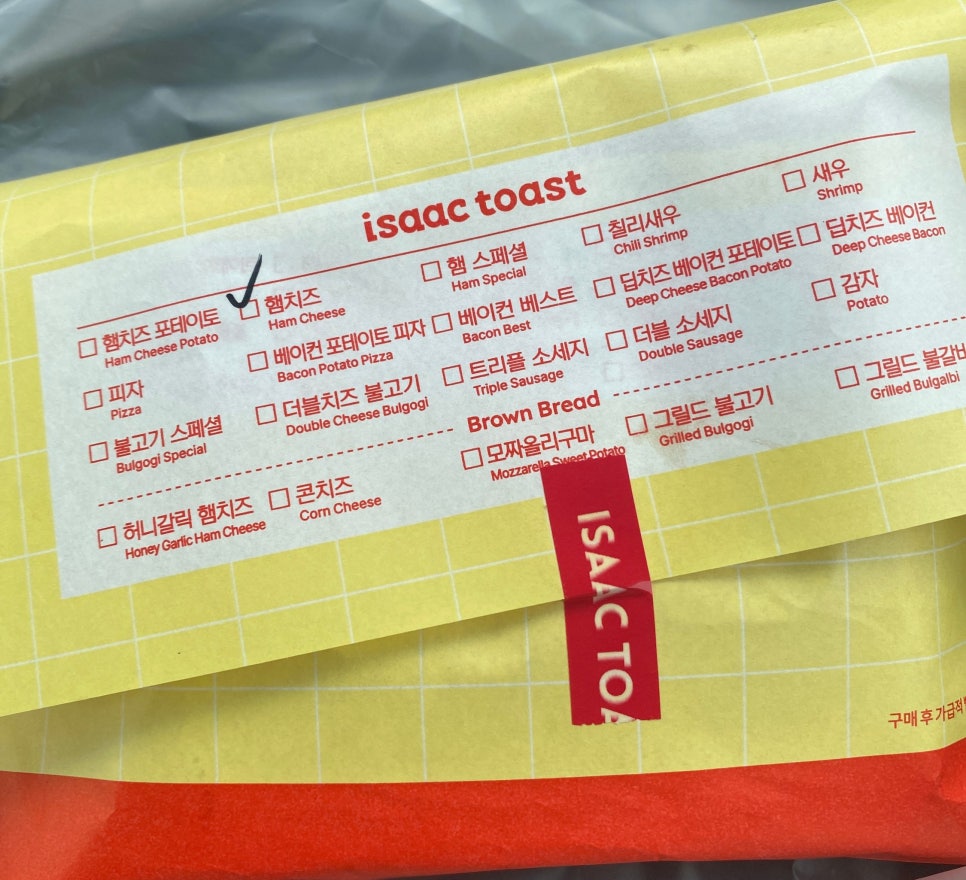 isaac toast
☐ 햄치즈 포테이토 ☐ 햄치즈 ☐ 햄 스페셜 ☐ 칠리새우 ☐ 새우
Ham Cheese Potato Ham Cheese Ham Special Chili Shrimp Shrimp
☐ 피자 ☐ 베이컨 포테이토 피자 ☐ 베이컨 베스트 ☐ 딥치즈 베이컨 포테이토 ☐ 딥치즈 베이컨
Pizza Bacon Potato Pizza Bacon Best Deep Cheese Bacon Potato Deep Cheese Bacon
☐ 불고기 스페셜 ☐ 더블치즈 불고기 ☐ 트리플 소세지 ☐ 더블 소세지 ☐ 감자
Bulgogi Special Double Cheese Bulgogi Triple Sausage Double Sausage Potato
Brown Bread
☐ 허니갈릭 햄치즈 ☐ 콘치즈 ☐ 모짜올리구마 ☐ 그릴드 불고기 ☐ 그릴드 불갈비
Honey Garlic Ham Cheese Corn Cheese Mozzarella Sweet Potato Grilled Bulgogi Grilled Bulgalbi
ISAAC TOA
구매 후 가급적